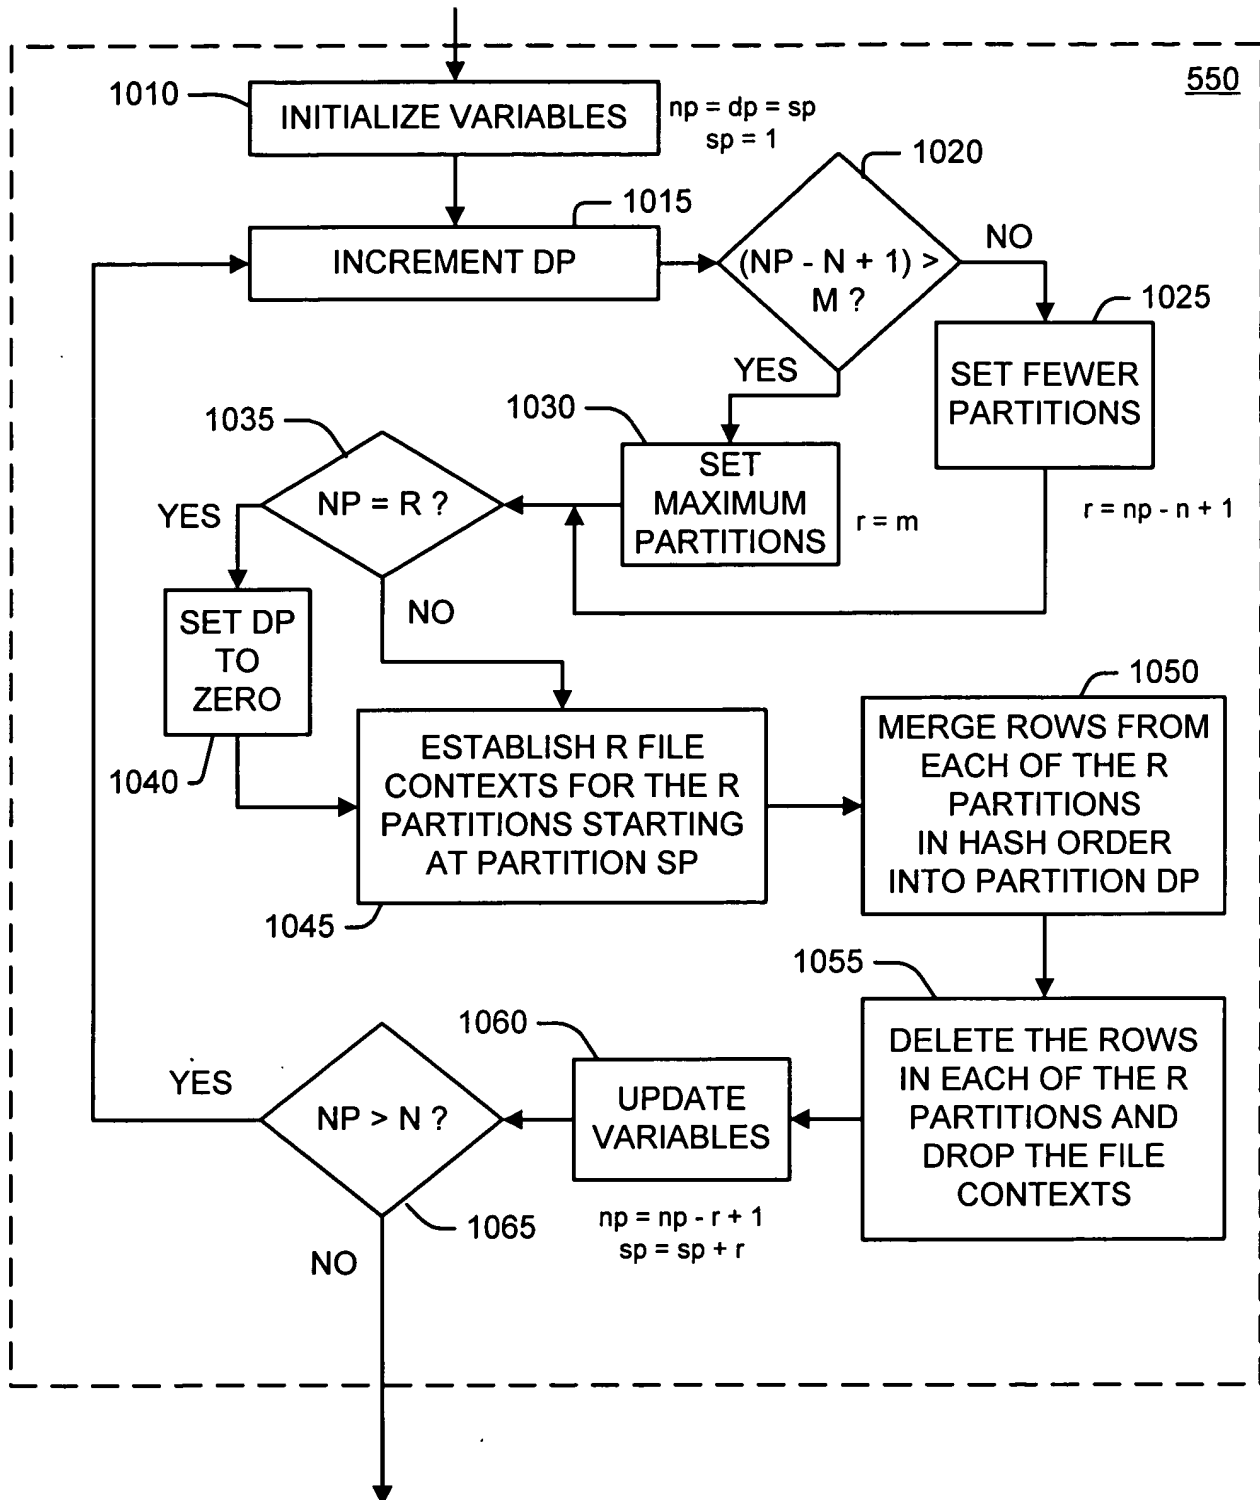 550
1010
INITIALIZE VARIABLES
np = dp = sp
sp = 1
1020
1015
INCREMENT DP
(NP - N + 1) >
M ?
NO
1025
SET FEWER
PARTITIONS
r = np - n + 1
YES
1030
SET
MAXIMUM
PARTITIONS
r = m
1035
NP = R ?
YES
NO
SET DP
TO
ZERO
1040
ESTABLISH R FILE
CONTEXTS FOR THE R
PARTITIONS STARTING
AT PARTITION SP
1045
1050
MERGE ROWS FROM
EACH OF THE R
PARTITIONS
IN HASH ORDER
INTO PARTITION DP
1055
DELETE THE ROWS
IN EACH OF THE R
PARTITIONS AND
DROP THE FILE
CONTEXTS
1060
UPDATE
VARIABLES
np = np - r + 1
sp = sp + r
YES
NP > N ?
1065
NO